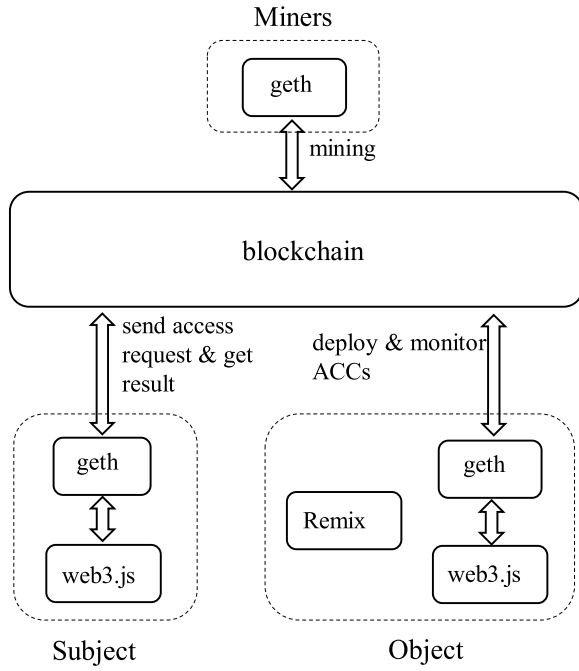 Miners
geth
mining
blockchain
send access
request & get
result
deploy & monitor
ACCs
geth
web3.js
Remix
geth
web3.js
Subject
Object